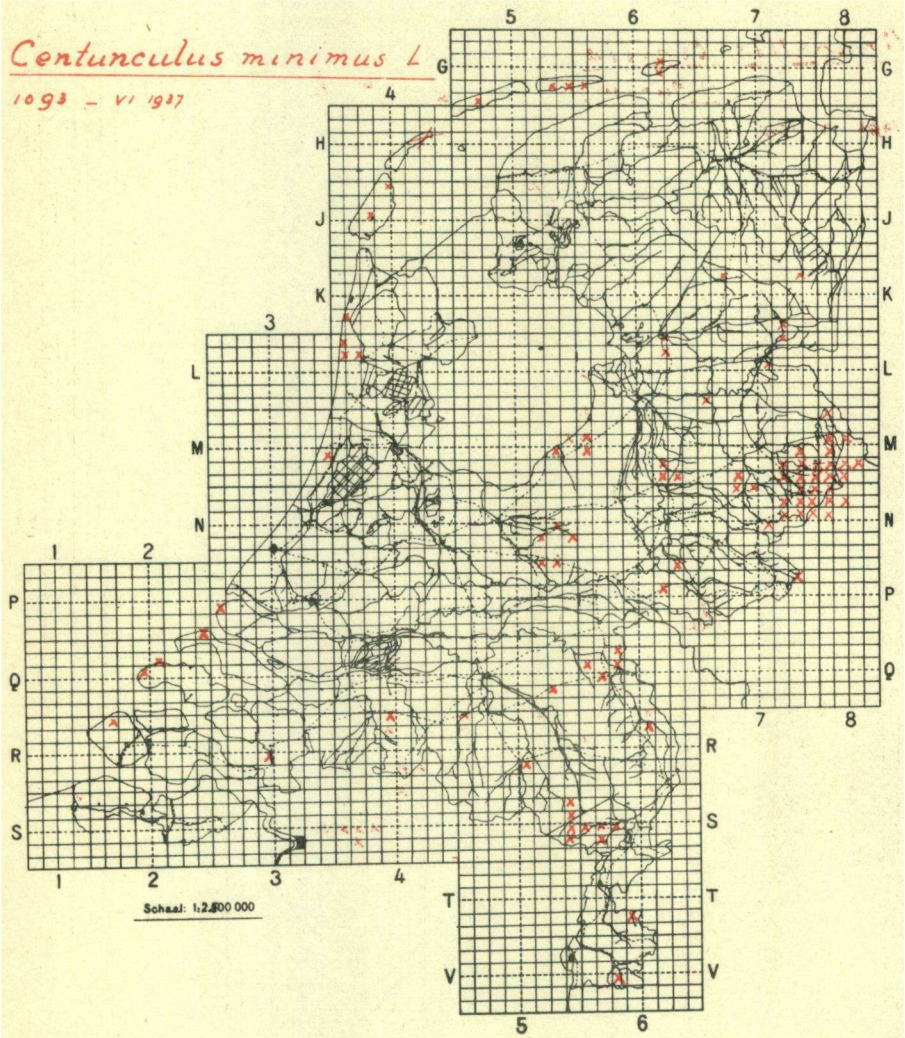 Centunculus minimus L
1093 - VI 1937
5 6 7 8
G G
4
H H
J J
K K
3
L L
M M
N N
1 2
P P
Q Q
7 8
R R
S S
1 2 3 4
Schaal: 1:2.500 000
T T
V V
5 6